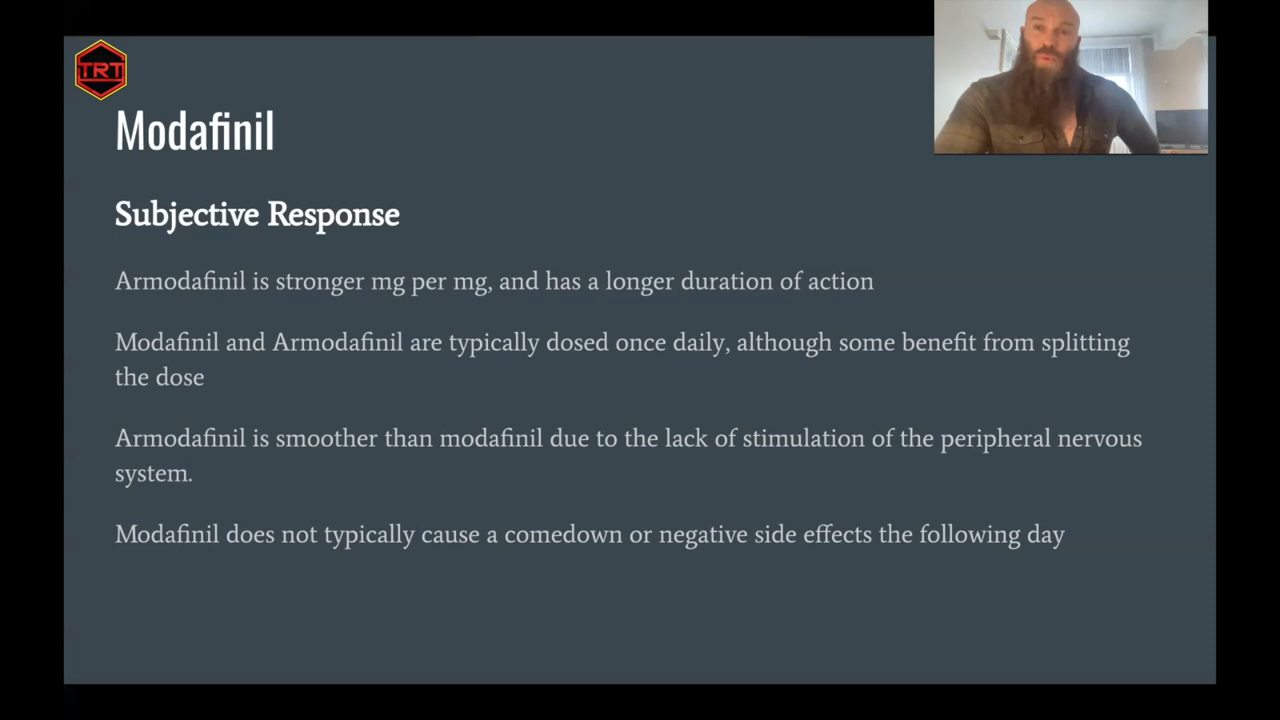 TRT
Modafinil
Subjective Response
Armodafinil is stronger mg per mg, and has a longer duration of action
Modafinil and Armodafinil are typically dosed once daily, although some benefit from splitting
the dose
Armodafinil is smoother than modafinil due to the lack of stimulation of the peripheral nervous
system.
Modafinil does not typically cause a comedown or negative side effects the following day